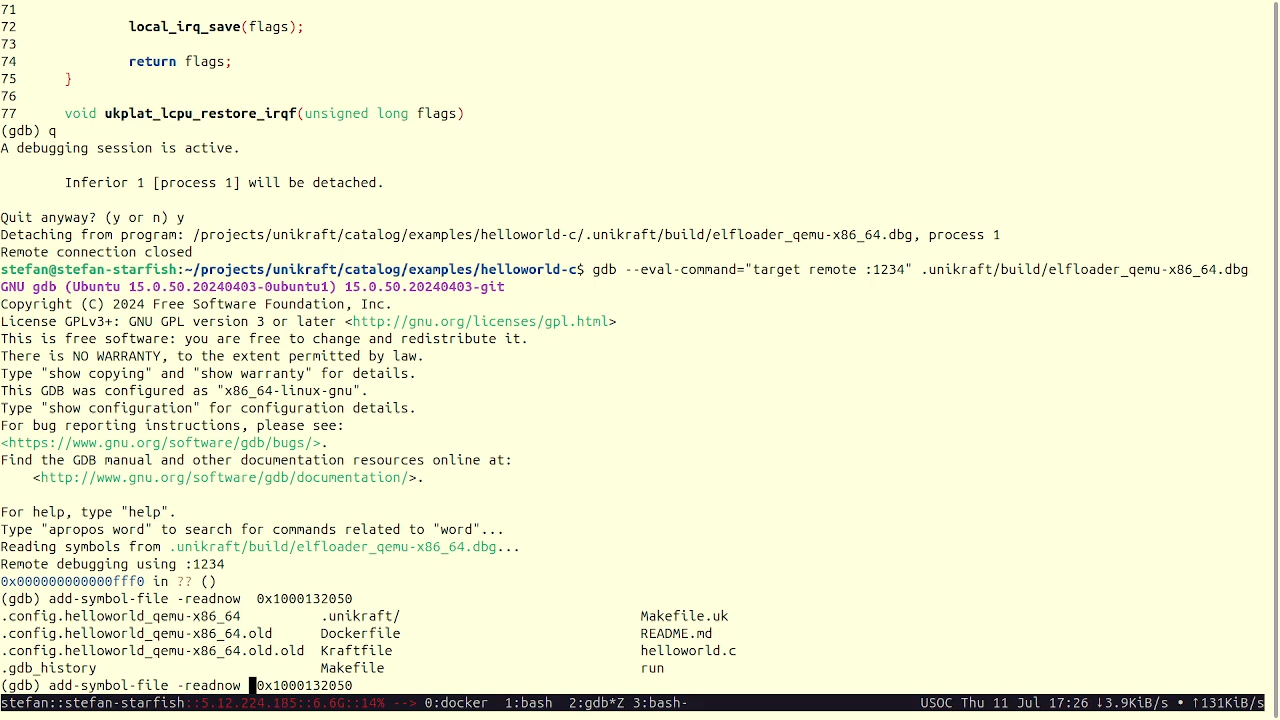 71
72 local_irq_save(flags);
73
74 return flags;
75 }
76
77 void ukplat_lcpu_restore_irqf(unsigned long flags)
(gdb) q
A debugging session is active.
Inferior 1 [process 1] will be detached.
Quit anyway? (y or n) y
Detaching from program: /projects/unikraft/catalog/examples/helloworld-c/.unikraft/build/elfloader_qemu-x86_64.dbg, process 1
Remote connection closed
stefan@stefan-starfish:~/projects/unikraft/catalog/examples/helloworld-c$ gdb --eval-command="target remote :1234" .unikraft/build/elfloader_qemu-x86_64.dbg
GNU gdb (Ubuntu 15.0.50.20240403-0ubuntu1) 15.0.50.20240403-git
Copyright (C) 2024 Free Software Foundation, Inc.
License GPLv3+: GNU GPL version 3 or later <http://gnu.org/licenses/gpl.html>
This is free software: you are free to change and redistribute it.
There is NO WARRANTY, to the extent permitted by law.
Type "show copying" and "show warranty" for details.
This GDB was configured as "x86_64-linux-gnu".
Type "show configuration" for configuration details.
For bug reporting instructions, please see:
<https://www.gnu.org/software/gdb/bugs/>.
Find the GDB manual and other documentation resources online at:
<http://www.gnu.org/software/gdb/documentation/>.
For help, type "help".
Type "apropos word" to search for commands related to "word"...
Reading symbols from .unikraft/build/elfloader_qemu-x86_64.dbg...
Remote debugging using :1234
0x000000000000fff0 in ?? ()
(gdb) add-symbol-file -readnow  0x1000132050
.config.helloworld_qemu-x86_64 .unikraft/ Makefile.uk
.config.helloworld_qemu-x86_64.old Dockerfile README.md
.config.helloworld_qemu-x86_64.old.old Kraftfile helloworld.c
.gdb_history Makefile run
(gdb) add-symbol-file -readnow  0x1000132050
stefan::stefan-starfish::5.12.224.185::6.6G::14% --> 0:docker 1:bash 2:gdb*Z 3:bash- USOC Thu 11 Jul 17:26 ↓3.9KiB/s • ↑131KiB/s